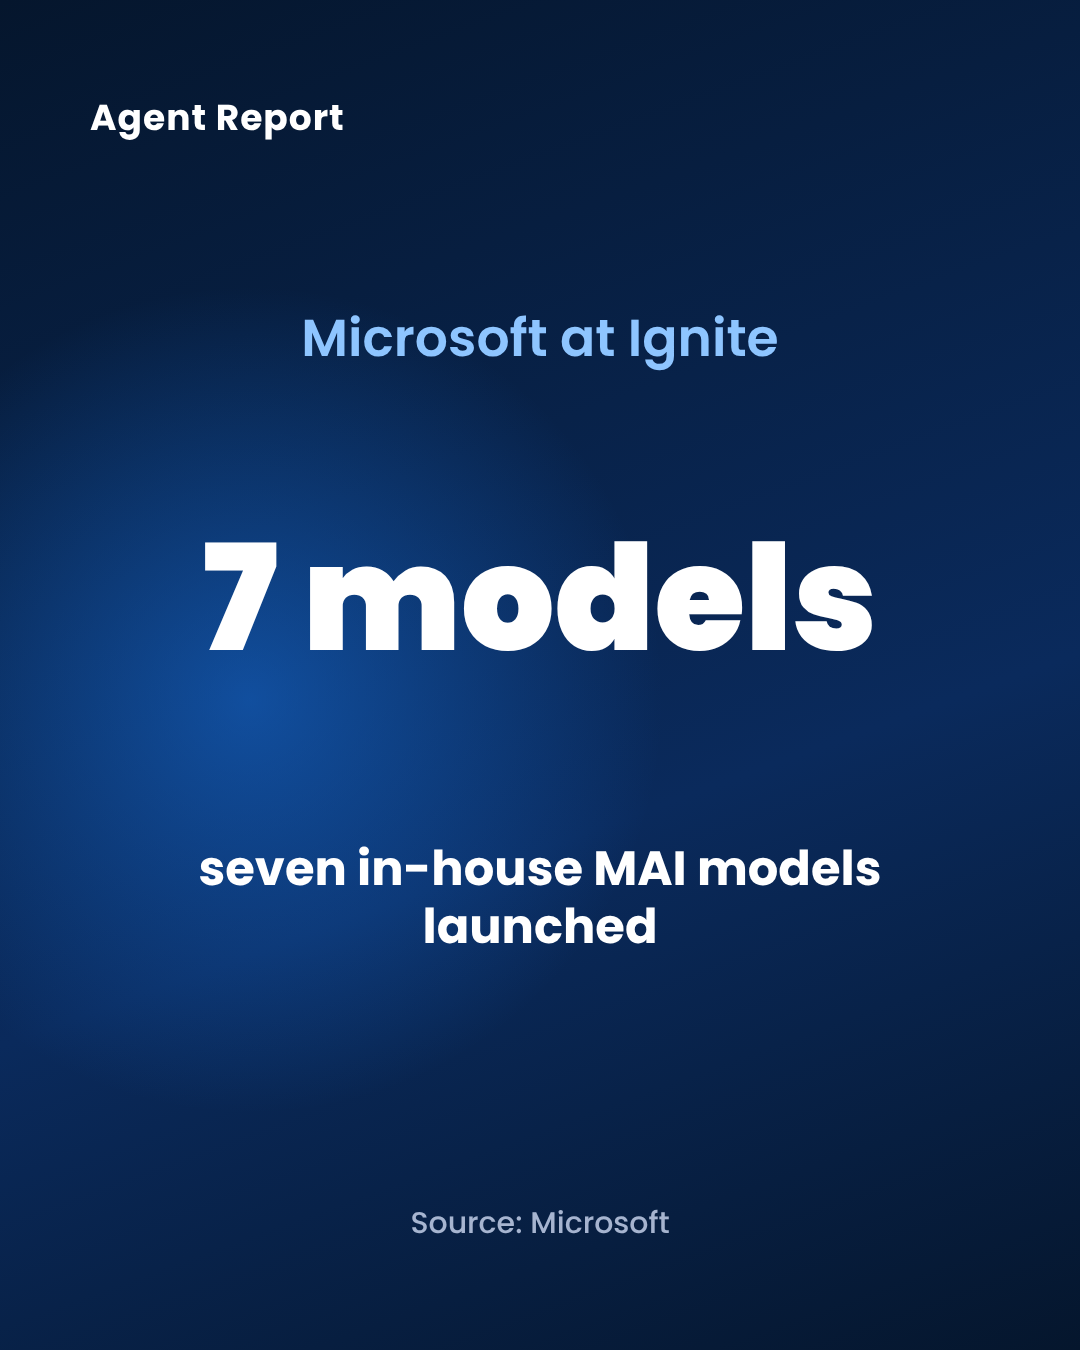 Agent Report
Microsoft at Ignite
7 models
seven in-house MAI models
launched
Source: Microsoft